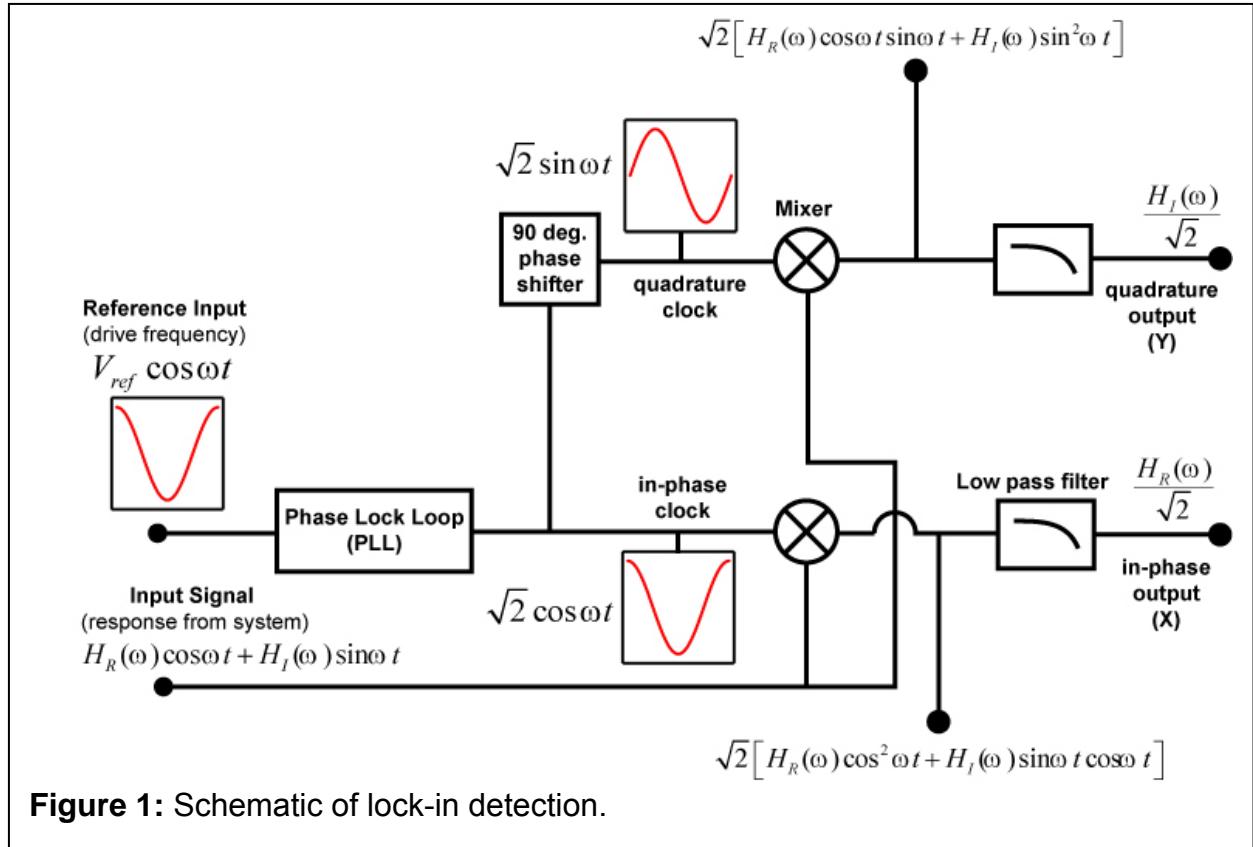 √2[H_R(ω)cosωt sinωt + H_I(ω)sin²ωt]
√2 sinωt
Mixer
90 deg.
phase
shifter
quadrature
clock
H_I(ω)/√2
quadrature
output
(Y)
Reference Input
(drive frequency)
V_ref cosωt
Phase Lock Loop
(PLL)
in-phase
clock
Low pass filter
H_R(ω)/√2
in-phase
output
(X)
Input Signal
(response from system)
H_R(ω)cosωt + H_I(ω)sinωt
√2 cosωt
√2[H_R(ω)cos²ωt + H_I(ω)sinωt cosωt]
Figure 1: Schematic of lock-in detection.